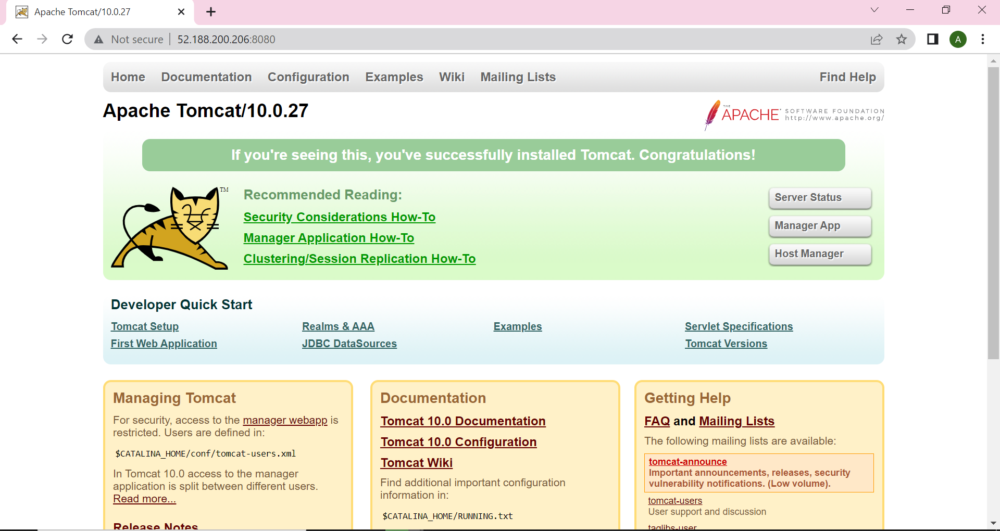 Apache Tomcat/10.0.27
Not secure
52.188.200.206:8080
A
Home Documentation Configuration Examples Wiki Mailing Lists Find Help
Apache Tomcat/10.0.27
THE APACHE® SOFTWARE FOUNDATION
http://www.apache.org/
If you're seeing this, you've successfully installed Tomcat. Congratulations!
TM
Recommended Reading:
Security Considerations How-To
Manager Application How-To
Clustering/Session Replication How-To
Server Status
Manager App
Host Manager
Developer Quick Start
Tomcat Setup
First Web Application
Realms & AAA
JDBC DataSources
Examples
Servlet Specifications
Tomcat Versions
Managing Tomcat
For security, access to the manager webapp is
restricted. Users are defined in:
$CATALINA_HOME/conf/tomcat-users.xml
In Tomcat 10.0 access to the manager
application is split between different users.
Read more...
Release Notes
Documentation
Tomcat 10.0 Documentation
Tomcat 10.0 Configuration
Tomcat Wiki
Find additional important configuration
information in:
$CATALINA_HOME/RUNNING.txt
Getting Help
FAQ and Mailing Lists
The following mailing lists are available:
tomcat-announce
Important announcements, releases, security
vulnerability notifications. (Low volume).
tomcat-users
User support and discussion
taglibs-user